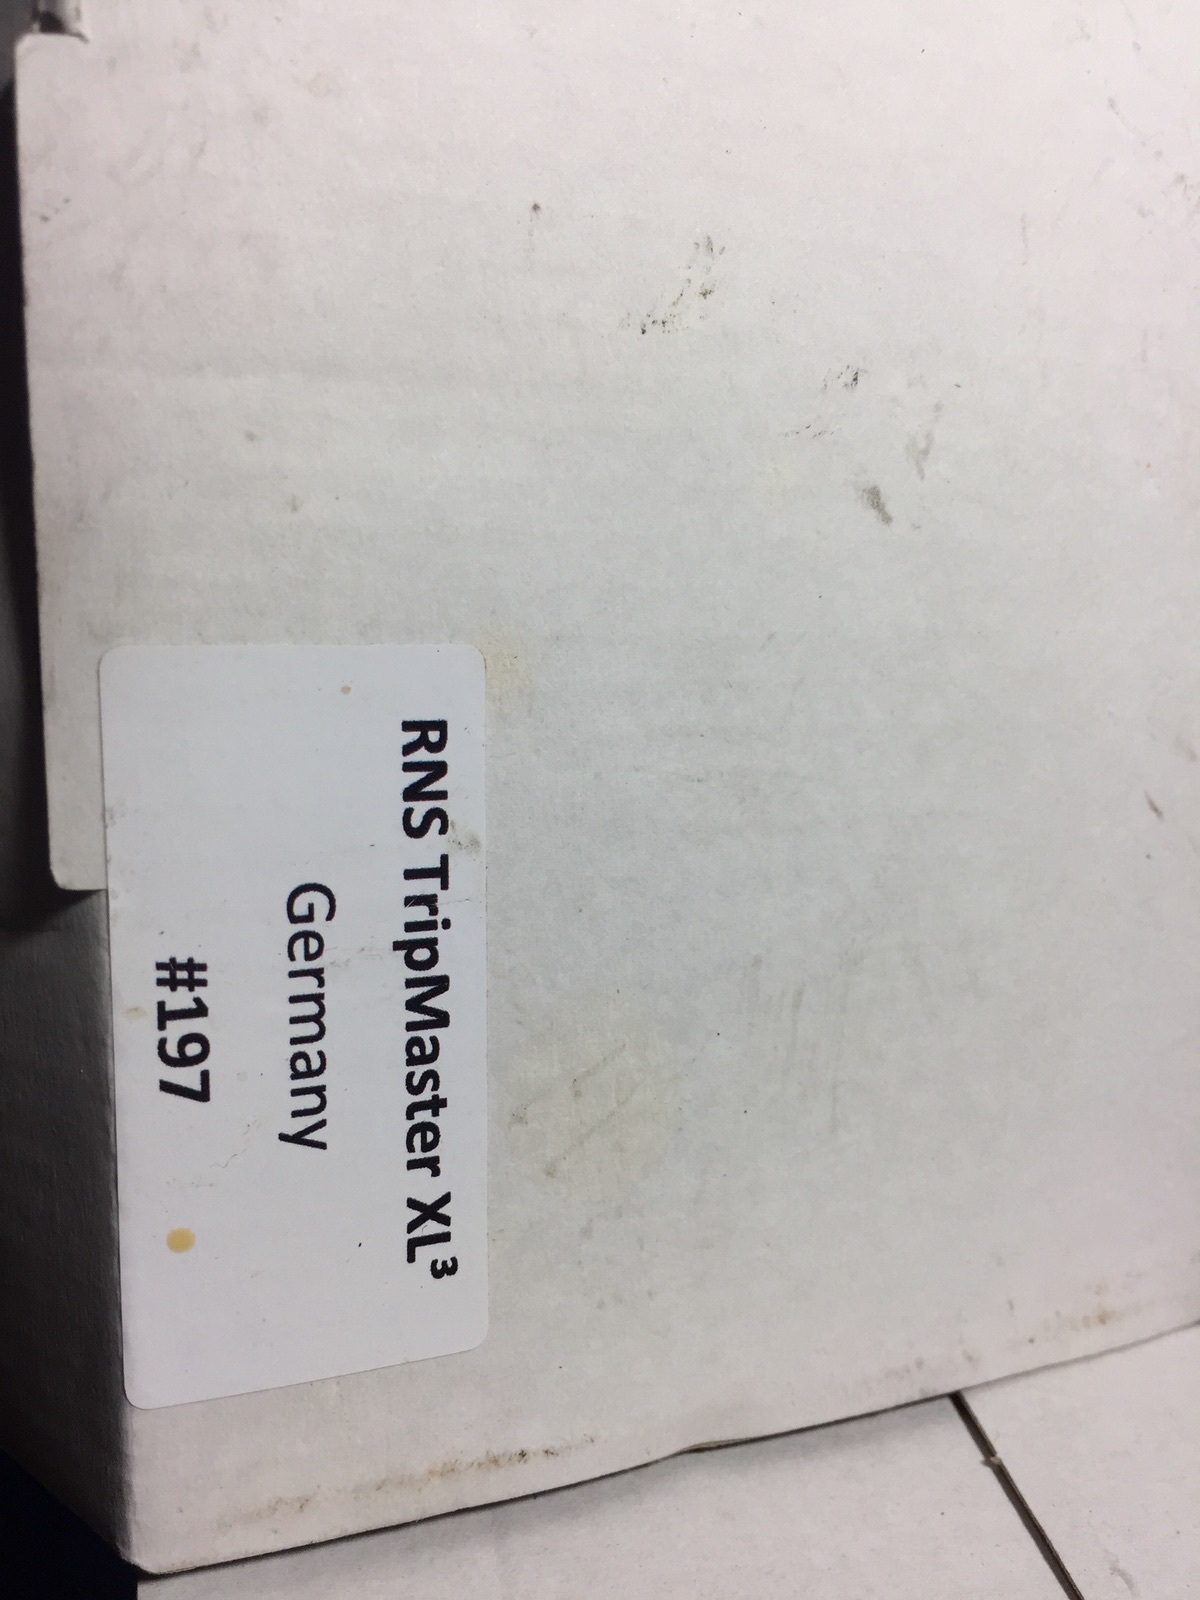 RNS TripMaster XL³
Germany
#197